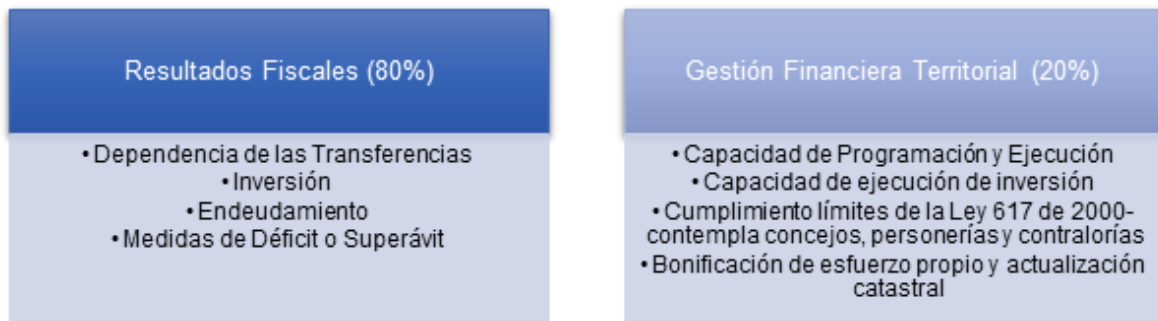 Resultados Fiscales (80%)
•Dependencia de las Transferencias
•Inversión
•Endeudamiento
•Medidas de Déficit o Superávit
Gestión Financiera Territorial (20%)
•Capacidad de Programación y Ejecución
•Capacidad de ejecución de inversión
•Cumplimiento límites de la Ley 617 de 2000-
contempla concejos, personerías y contralorías
•Bonificación de esfuerzo propio y actualización
catastral